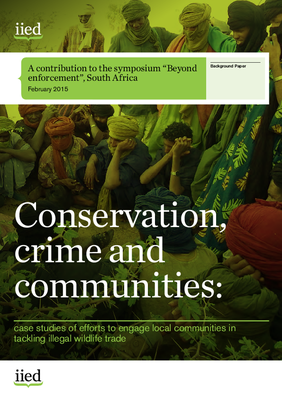 iied
A contribution to the symposium “Beyond
enforcement”, South Africa
February 2015
Background Paper
Conservation,
crime and
communities:
case studies of efforts to engage local communities in
tackling illegal wildlife trade
iied